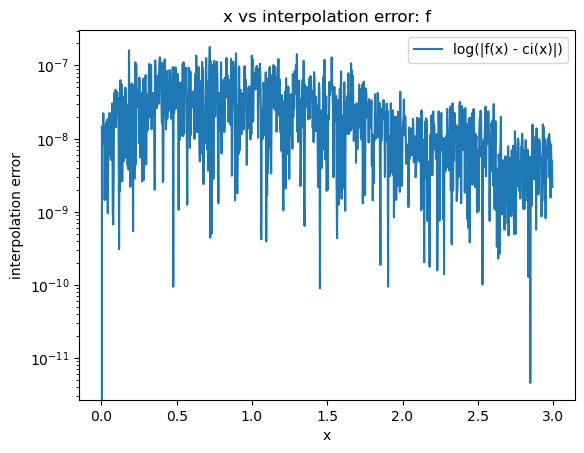 x vs interpolation error: f
log(|f(x) - ci(x)|)
10⁻⁷
10⁻⁸
10⁻⁹
10⁻¹⁰
10⁻¹¹
interpolation error
0.0 0.5 1.0 1.5 2.0 2.5 3.0
x